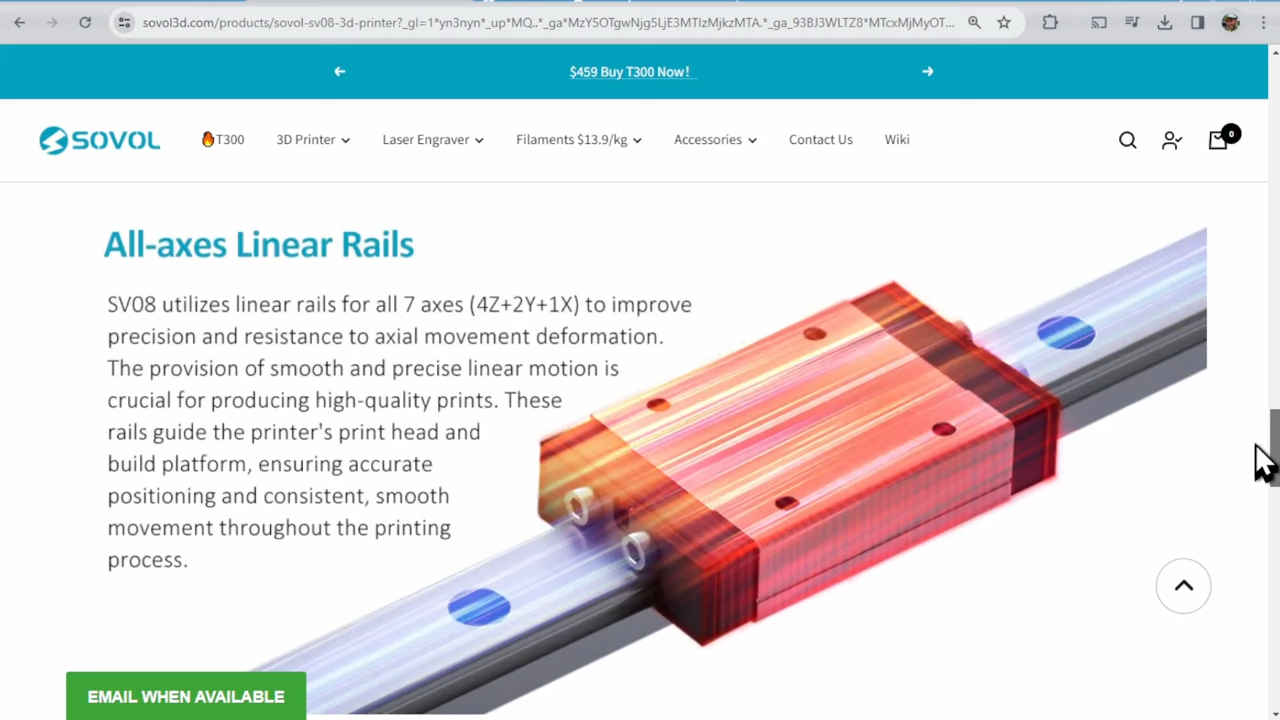 sovol3d.com/products/sovol-sv08-3d-printer?_gl=1*yn3nyn*_up*MQ..*_ga*MzY5OTgwNjg5LjE3MTIzMjkzMTA.*_ga_93BJ3WLTZ8*MTcxMjMyOT...
$459 Buy T300 Now!
SOVOL T300 3D Printer Laser Engraver Filaments $13.9/kg Accessories Contact Us Wiki 0
All-axes Linear Rails
SV08 utilizes linear rails for all 7 axes (4Z+2Y+1X) to improve
precision and resistance to axial movement deformation.
The provision of smooth and precise linear motion is
crucial for producing high-quality prints. These
rails guide the printer's print head and
build platform, ensuring accurate
positioning and consistent, smooth
movement throughout the printing
process.
EMAIL WHEN AVAILABLE